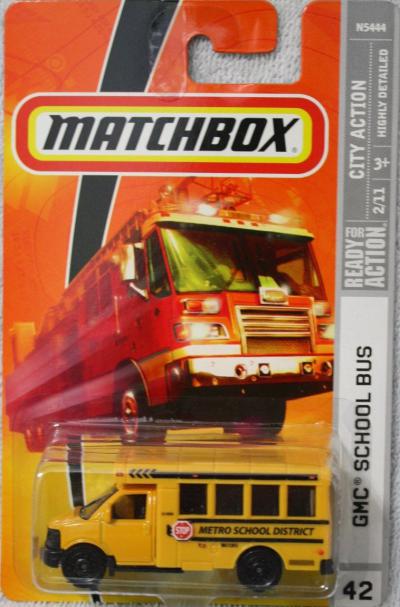 N5444
MATCHBOX®
CITY ACTION
HIGHLY DETAILED
READY FOR
ACTION
2/11
3+
GMC® SCHOOL BUS
STOP
METRO SCHOOL DISTRICT
42